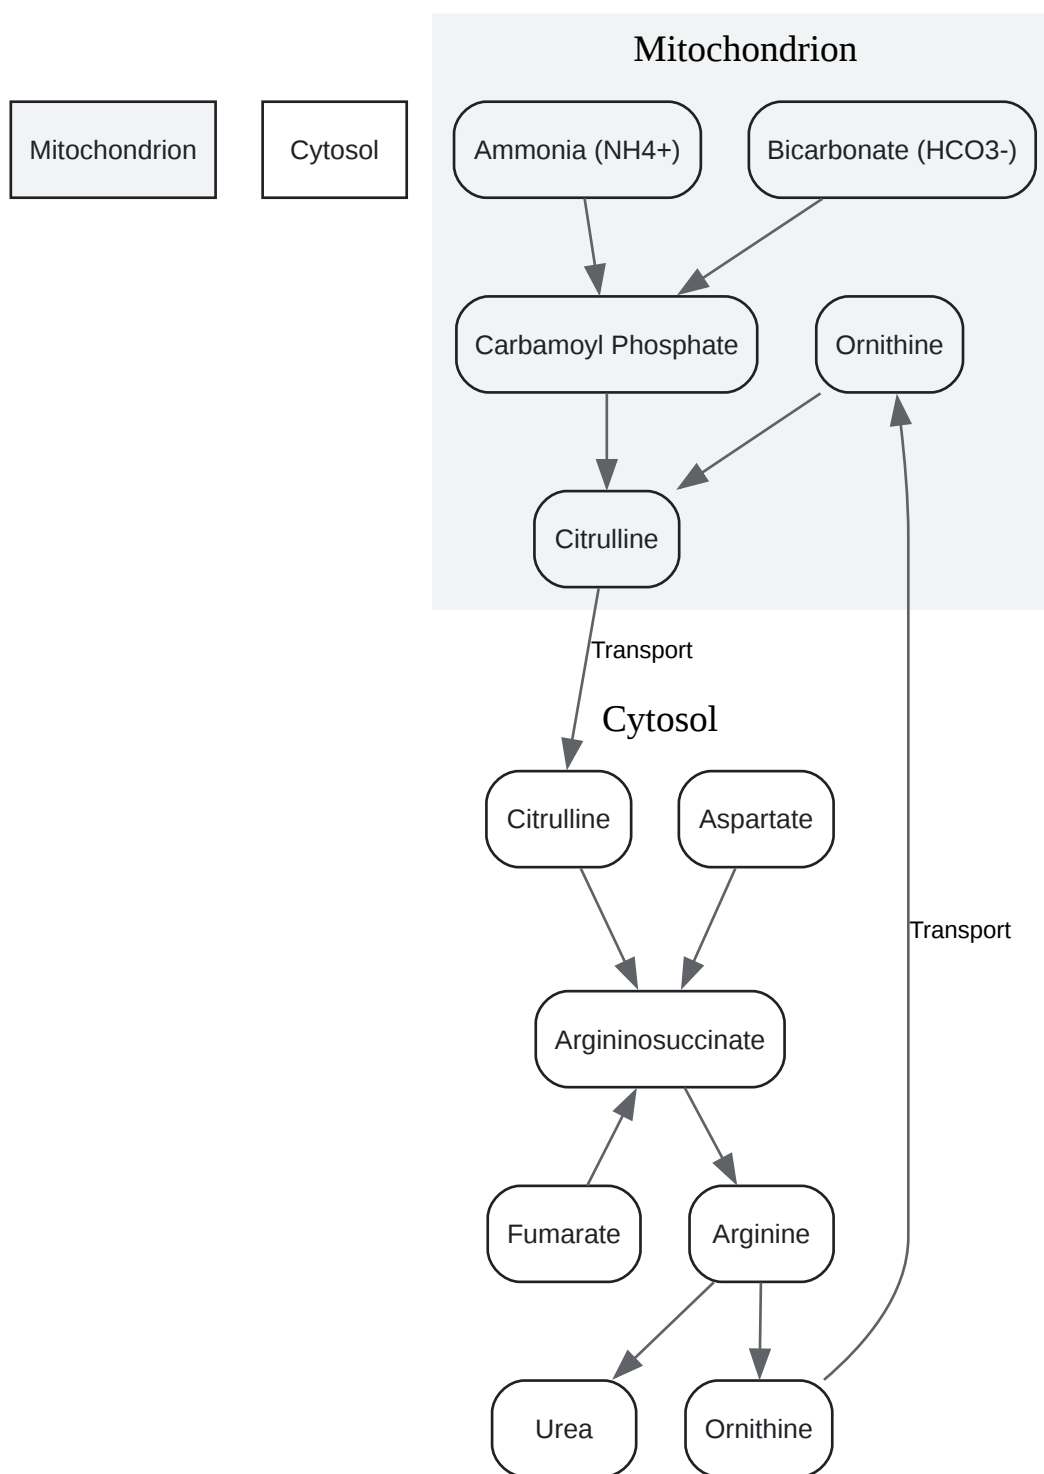 Mitochondrion
Mitochondrion
Cytosol
Ammonia (NH4+)
Bicarbonate (HCO3-)
Carbamoyl Phosphate
Ornithine
Citrulline
Transport
Cytosol
Citrulline
Aspartate
Transport
Argininosuccinate
Fumarate
Arginine
Urea
Ornithine